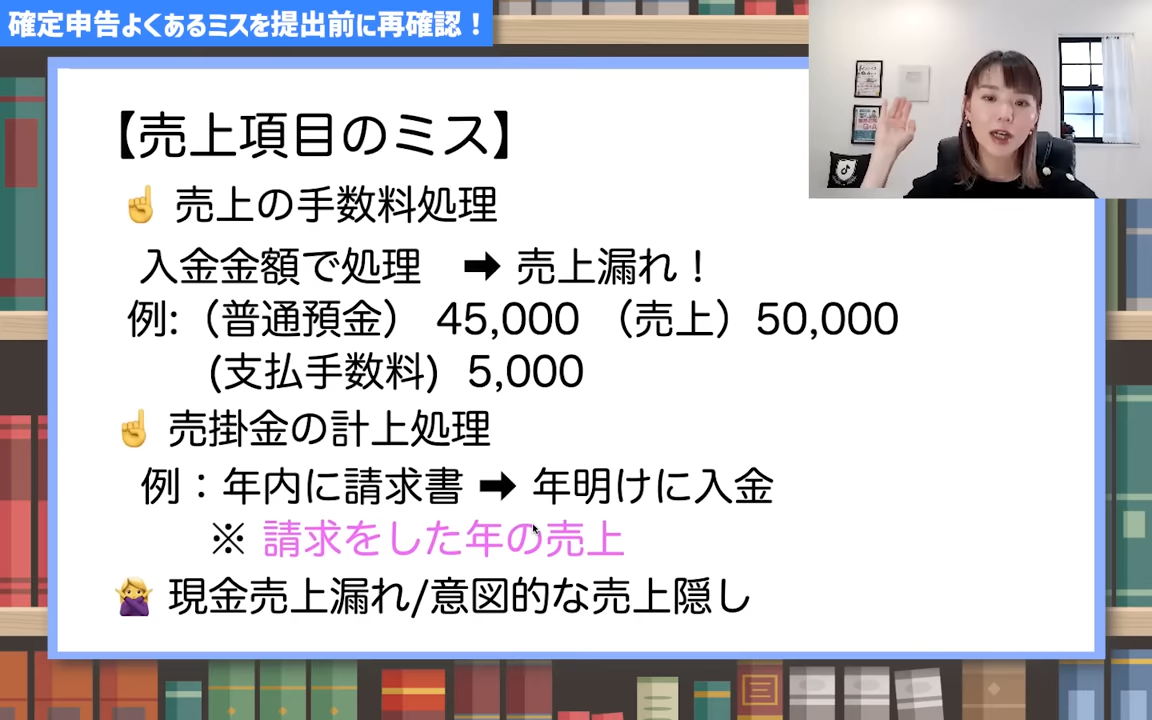 確定申告よくあるミスを提出前に再確認！
【売上項目のミス】
☝️ 売上の手数料処理
入金金額で処理 ➡ 売上漏れ！
例:（普通預金） 45,000 （売上）50,000
(支払手数料) 5,000
☝️ 売掛金の計上処理
例：年内に請求書 ➡ 年明けに入金
※ 請求をした年の売上
🙅‍♀️ 現金売上漏れ/意図的な売上隠し